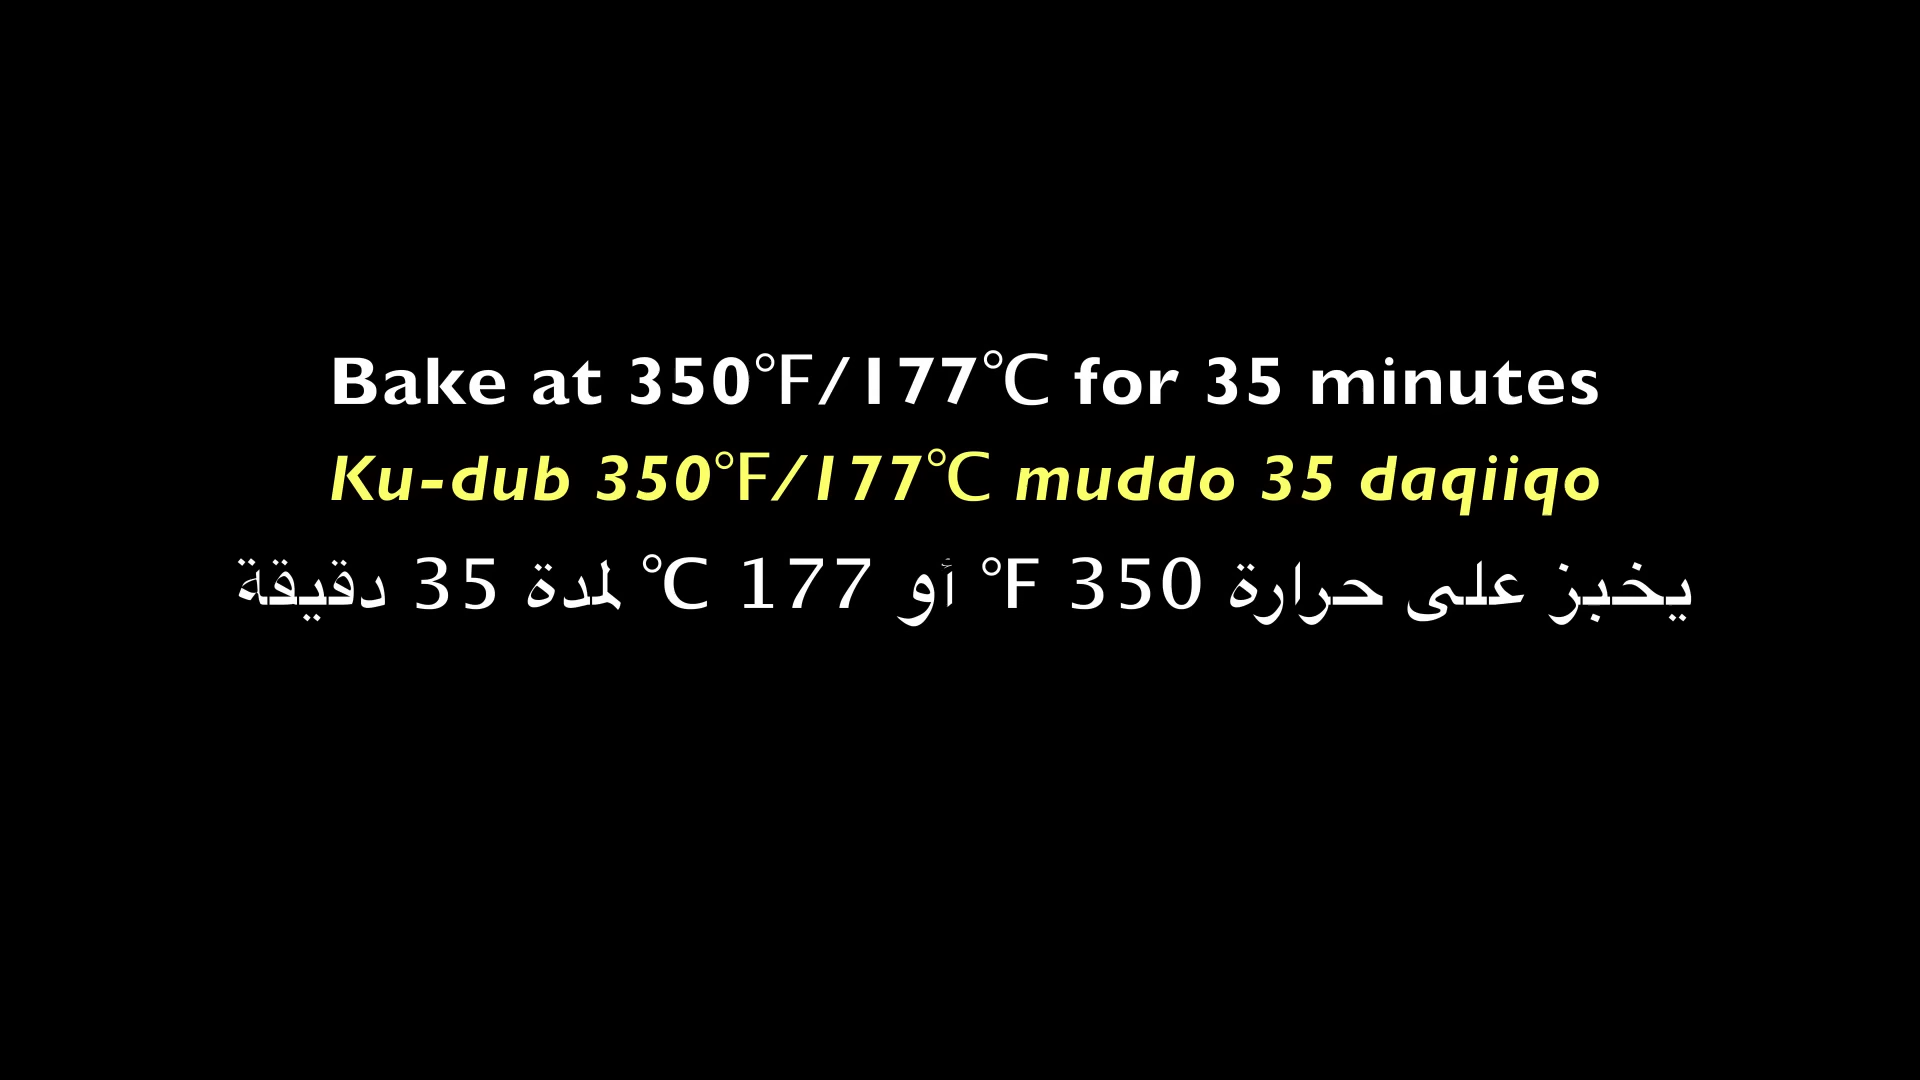 Bake at 350℉/177℃ for 35 minutes
Ku-dub 350℉/177℃ muddo 35 daqiiqo
يخبز على حرارة 350 ℉ أو 177 ℃ لمدة 35 دقيقة